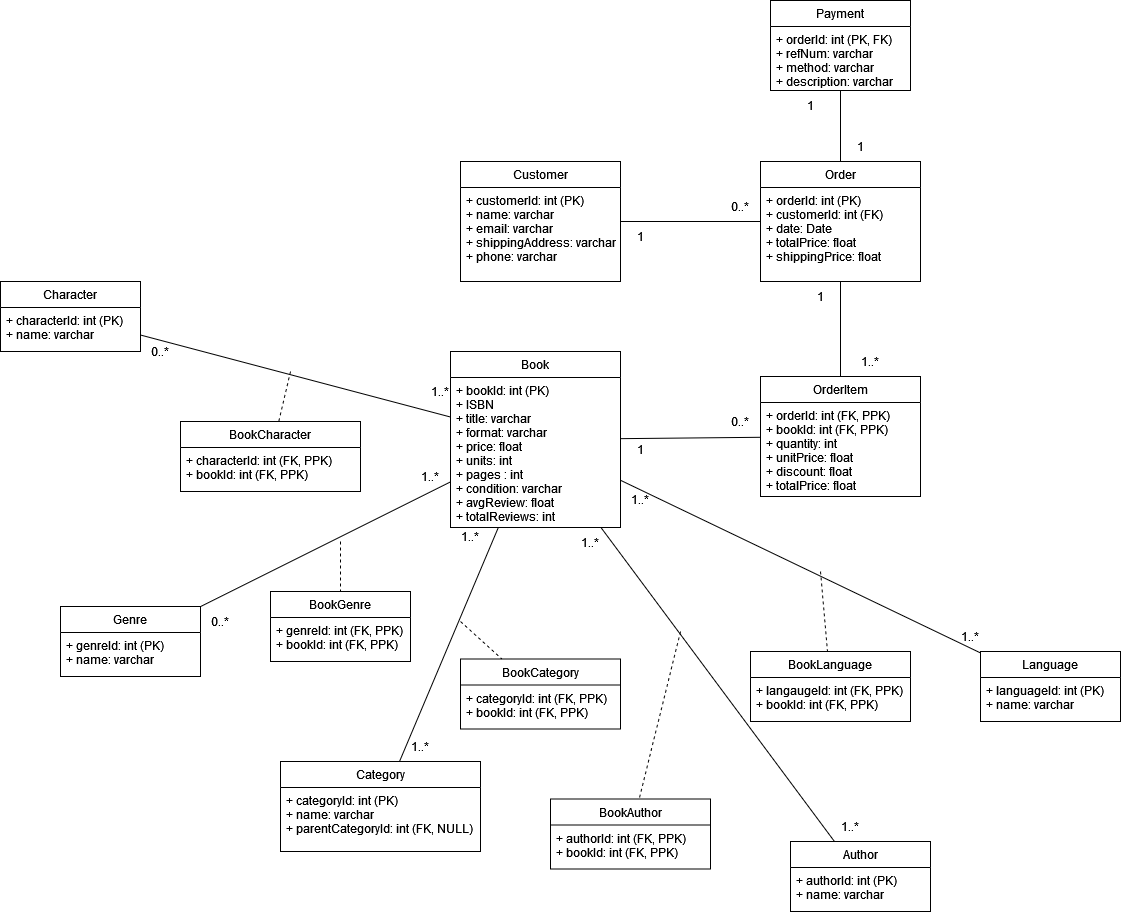 Payment
+ orderId: int (PK, FK)
+ refNum: varchar
+ method: varchar
+ description: varchar
1
1
Customer
+ customerId: int (PK)
+ name: varchar
+ email: varchar
+ shippingAddress: varchar
+ phone: varchar
1
0..*
Order
+ orderId: int (PK)
+ customerId: int (FK)
+ date: Date
+ totalPrice: float
+ shippingPrice: float
1
1..*
Character
+ characterId: int (PK)
+ name: varchar
0..*
1..*
BookCharacter
+ characterId: int (FK, PPK)
+ bookId: int (FK, PPK)
Book
+ bookId: int (PK)
+ ISBN
+ title: varchar
+ format: varchar
+ price: float
+ units: int
+ pages : int
+ condition: varchar
+ avgReview: float
+ totalReviews: int
1
0..*
OrderItem
+ orderId: int (FK, PPK)
+ bookId: int (FK, PPK)
+ quantity: int
+ unitPrice: float
+ discount: float
+ totalPrice: float
1..*
1..*
1..*
1..*
Genre
+ genreId: int (PK)
+ name: varchar
0..*
BookGenre
+ genreId: int (FK, PPK)
+ bookId: int (FK, PPK)
BookCategory
+ categoryId: int (FK, PPK)
+ bookId: int (FK, PPK)
BookLanguage
+ langaugeId: int (FK, PPK)
+ bookId: int (FK, PPK)
1..*
Language
+ languageId: int (PK)
+ name: varchar
1..*
Category
+ categoryId: int (PK)
+ name: varchar
+ parentCategoryId: int (FK, NULL)
BookAuthor
+ authorId: int (FK, PPK)
+ bookId: int (FK, PPK)
1..*
Author
+ authorId: int (PK)
+ name: varchar